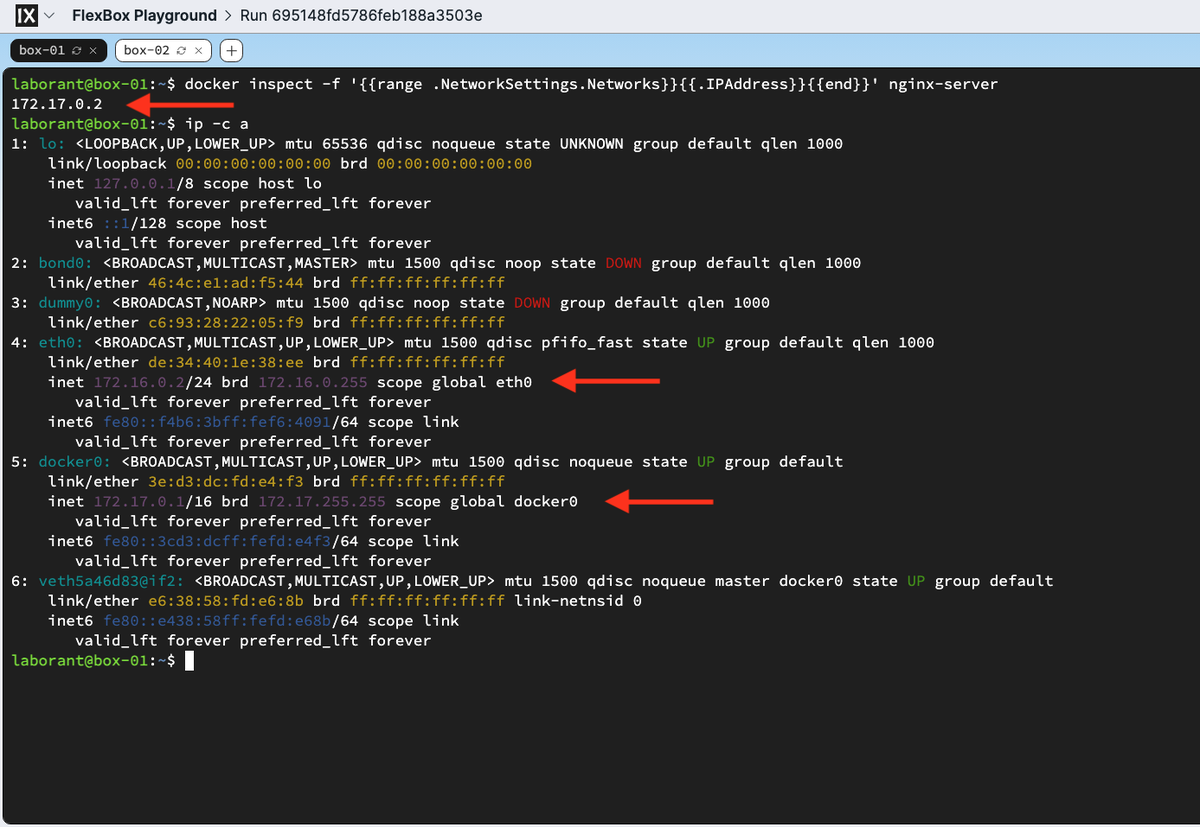 IX FlexBox Playground > Run 695148fd5786feb188a3503e
box-01 × box-02 × +
laborant@box-01:~$ docker inspect -f '{{range .NetworkSettings.Networks}}{{.IPAddress}}{{end}}' nginx-server
172.17.0.2
laborant@box-01:~$ ip -c a
1: lo: <LOOPBACK,UP,LOWER_UP> mtu 65536 qdisc noqueue state UNKNOWN group default qlen 1000
link/loopback 00:00:00:00:00:00 brd 00:00:00:00:00:00
inet 127.0.0.1/8 scope host lo
valid_lft forever preferred_lft forever
inet6 ::1/128 scope host
valid_lft forever preferred_lft forever
2: bond0: <BROADCAST,MULTICAST,MASTER> mtu 1500 qdisc noop state DOWN group default qlen 1000
link/ether 46:4c:e1:ad:f5:44 brd ff:ff:ff:ff:ff:ff
3: dummy0: <BROADCAST,NOARP> mtu 1500 qdisc noop state DOWN group default qlen 1000
link/ether c6:93:28:22:05:f9 brd ff:ff:ff:ff:ff:ff
4: eth0: <BROADCAST,MULTICAST,UP,LOWER_UP> mtu 1500 qdisc pfifo_fast state UP group default qlen 1000
link/ether de:34:40:1e:38:ee brd ff:ff:ff:ff:ff:ff
inet 172.16.0.2/24 brd 172.16.0.255 scope global eth0
valid_lft forever preferred_lft forever
inet6 fe80::f4b6:3bff:fef6:4091/64 scope link
valid_lft forever preferred_lft forever
5: docker0: <BROADCAST,MULTICAST,UP,LOWER_UP> mtu 1500 qdisc noqueue state UP group default
link/ether 3e:d3:dc:fd:e4:f3 brd ff:ff:ff:ff:ff:ff
inet 172.17.0.1/16 brd 172.17.255.255 scope global docker0
valid_lft forever preferred_lft forever
inet6 fe80::3cd3:dcff:fefd:e4f3/64 scope link
valid_lft forever preferred_lft forever
6: veth5a46d83@if2: <BROADCAST,MULTICAST,UP,LOWER_UP> mtu 1500 qdisc noqueue master docker0 state UP group default
link/ether e6:38:58:fd:e6:8b brd ff:ff:ff:ff:ff:ff link-netnsid 0
inet6 fe80::e438:58ff:fefd:e68b/64 scope link
valid_lft forever preferred_lft forever
laborant@box-01:~$